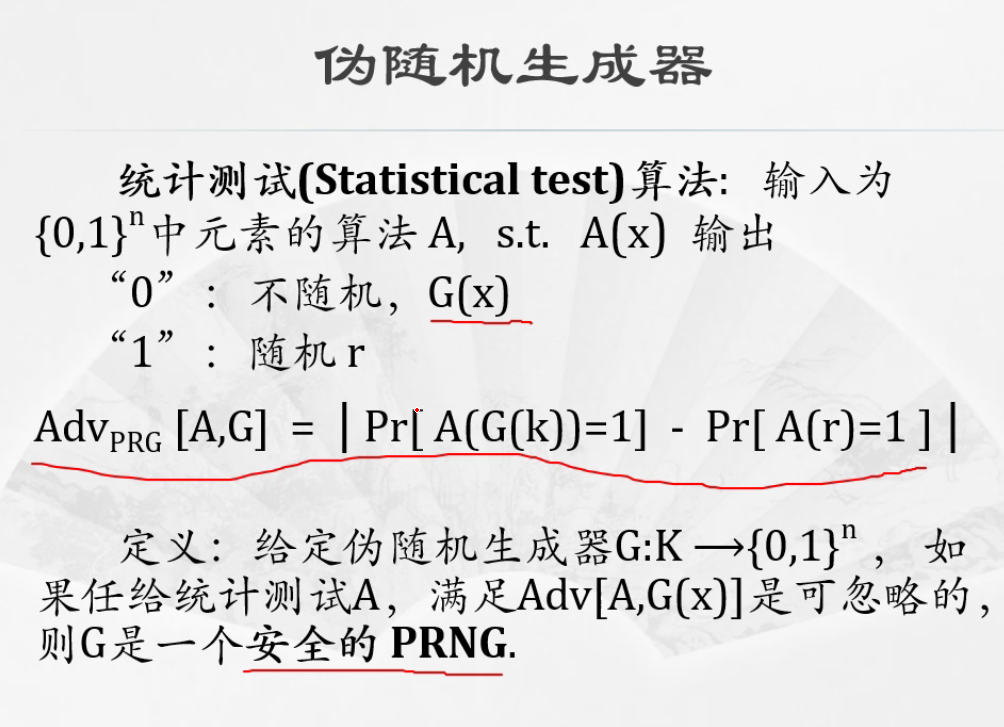 伪随机生成器
统计测试(Statistical test)算法: 输入为
{0,1}ⁿ中元素的算法 A, s.t. A(x) 输出
“0”: 不随机, G(x)
“1”: 随机 r
Adv_PRG [A,G] = | Pr[ A(G(k))=1] - Pr[ A(r)=1 ] |
定义: 给定伪随机生成器G:K ⟶{0,1}ⁿ, 如
果任给统计测试A, 满足Adv[A,G(x)]是可忽略的,
则G是一个安全的 PRNG.